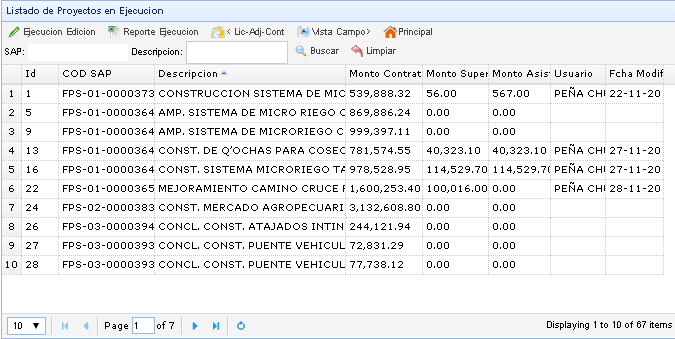 Listado de Proyectos en Ejecucion
Ejecucion Edicion Reporte Ejecucion < Lic-Adj-Cont Vista Campo> Principal
SAP: Descripcion: Buscar Limpiar
Id COD SAP Descripcion Monto Contrat Monto Super Monto Asis Usuario Fcha Modif
1 1 FPS-01-0000373 CONSTRUCCION SISTEMA DE MIC 539,888.32 56.00 567.00 PEÑA CHU 22-11-20
2 5 FPS-01-0000364 AMP. SISTEMA DE MICRO RIEGO C 869,886.24 0.00 0.00
3 9 FPS-01-0000364 AMP. SISTEMA DE MICRORIEGO C 999,397.11 0.00 0.00
4 13 FPS-01-0000364 CONST. DE Q'OCHAS PARA COSEC 781,574.55 40,323.10 40,323.10 PEÑA CHU 27-11-20
5 16 FPS-01-0000364 CONST. SISTEMA MICRORIEGO TA 978,528.95 114,529.70 114,529.70 PEÑA CHU 27-11-20
6 22 FPS-01-0000365 MEJORAMIENTO CAMINO CRUCE F 1,600,253.40 100,016.00 0.00 PEÑA CHU 28-11-20
7 24 FPS-02-0000383 CONST. MERCADO AGROPECUARI 3,132,608.80 0.00 0.00
8 26 FPS-03-0000394 CONCL. CONST. ATAJADOS INTIN 244,121.94 0.00 0.00
9 27 FPS-03-0000393 CONCL. CONST. PUENTE VEHICUL 72,831.29 0.00 0.00
10 28 FPS-03-0000393 CONCL. CONST. PUENTE VEHICUL 77,738.12 0.00 0.00
10 Page 1 of 7 Displaying 1 to 10 of 67 items